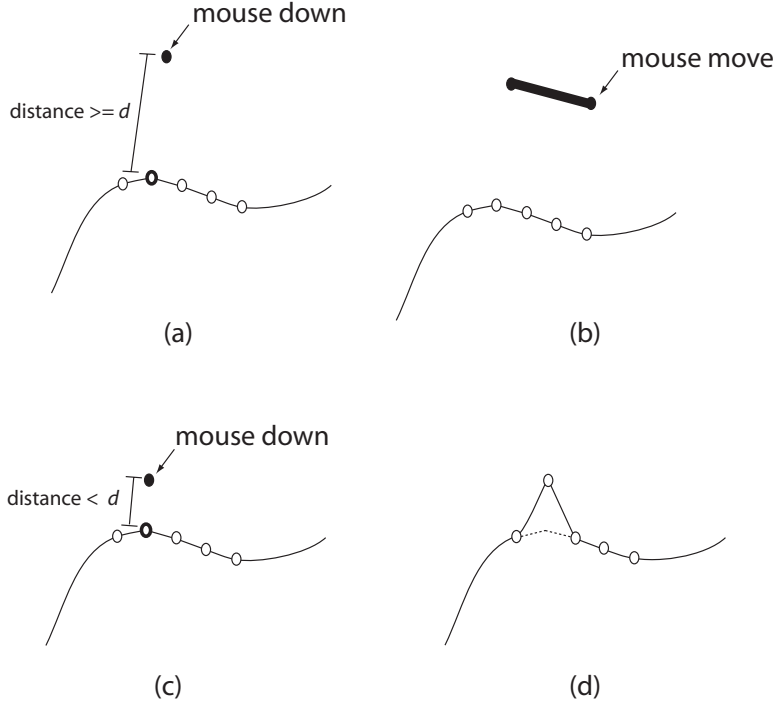 mouse down
distance >= d
(a)
mouse move
(b)
mouse down
distance < d
(c)
(d)